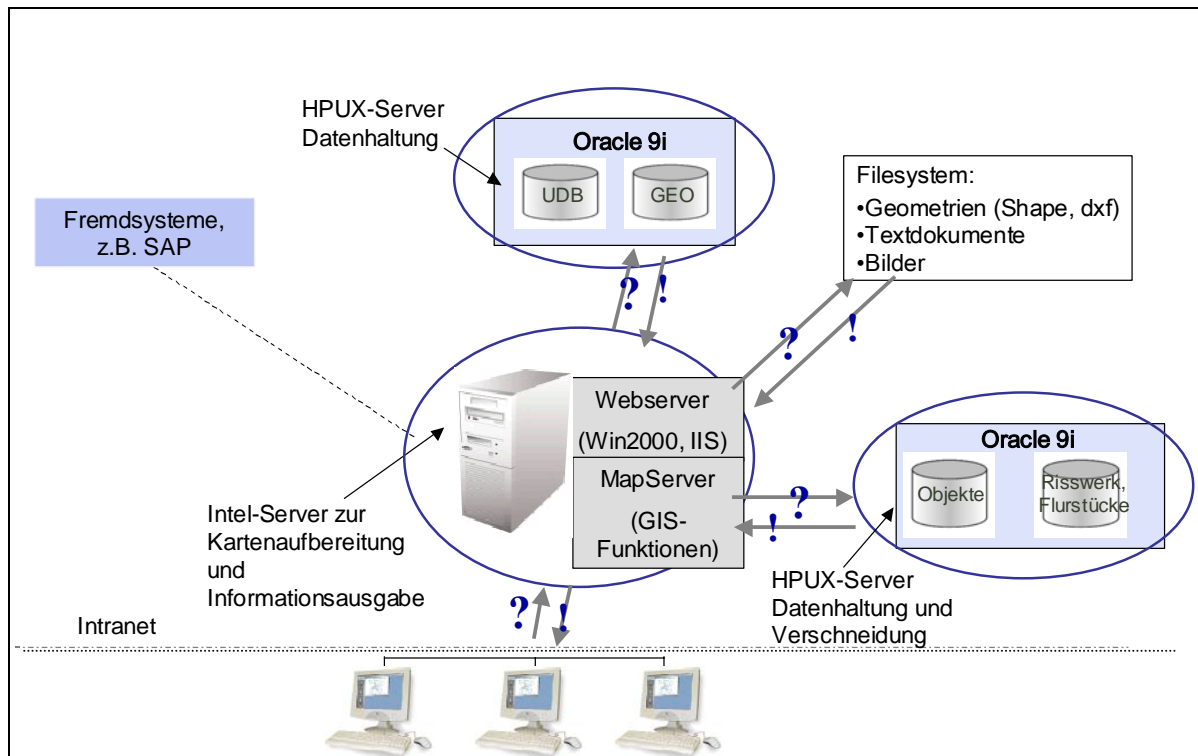 HPUX-Server
Datenhaltung
Oracle 9i
UDB
GEO
Filesystem:
•Geometrien (Shape, dxf)
•Textdokumente
•Bilder
Fremdsysteme,
z.B. SAP
?
!
?
!
Webserver
(Win2000, IIS)
MapServer
(GIS-
Funktionen)
Oracle 9i
Objekte
Risswerk,
Flurstücke
?
!
Intel-Server zur
Kartenaufbereitung
und
Informationsausgabe
HPUX-Server
Datenhaltung und
Verschneidung
?
!
Intranet